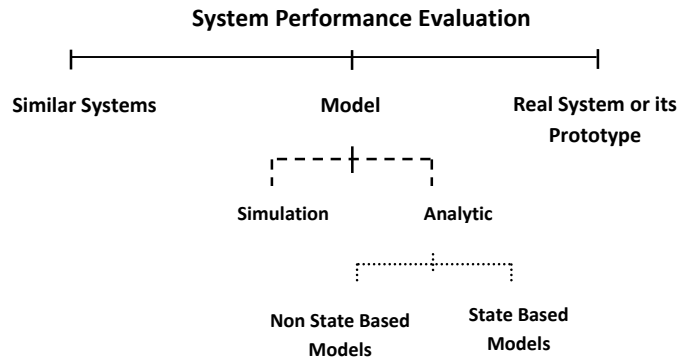 System Performance Evaluation
Similar Systems
Model
Real System or its
Prototype
Simulation
Analytic
Non State Based
Models
State Based
Models